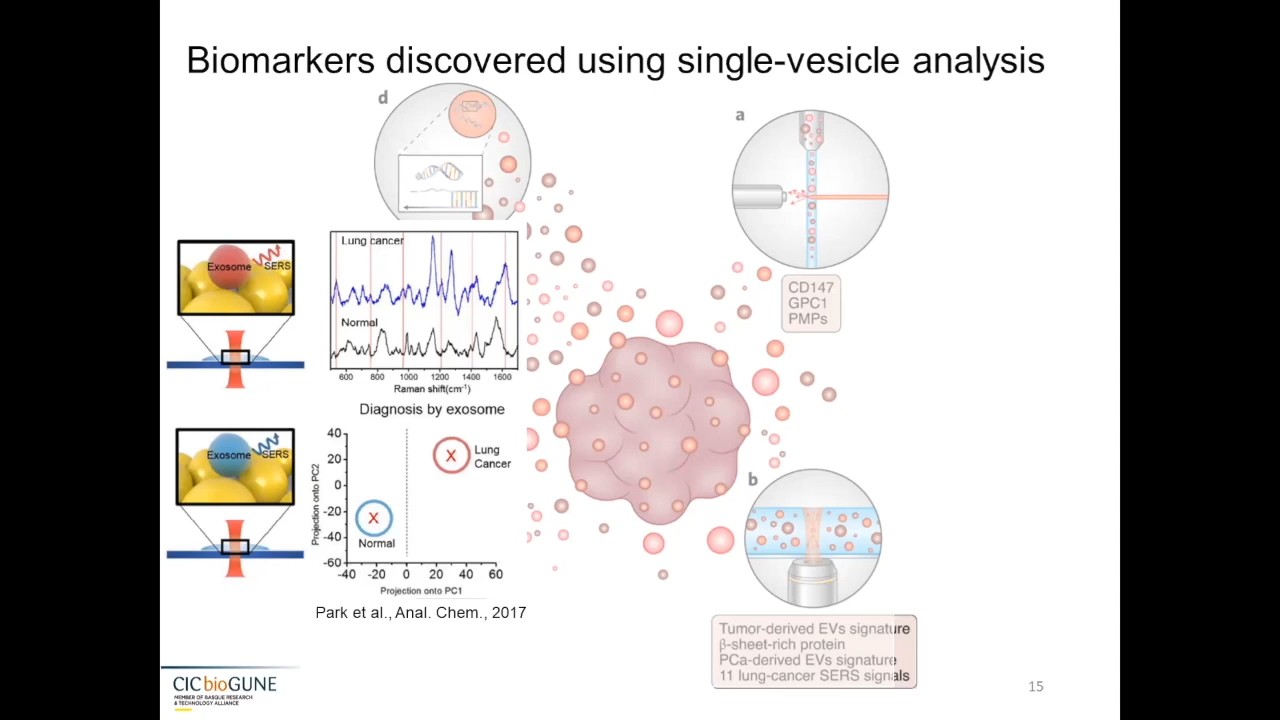 Biomarkers discovered using single-vesicle analysis
d
a
CD147
GPC1
PMPs
Exosome
SERS
Lung cancer
Normal
600 800 1000 1200 1400 1600
Raman shift(cm-1)
Exosome
SERS
Diagnosis by exosome
40
20
0
-20
-40
-60
Projection onto PC2
X
Lung
Cancer
X
Normal
-40 -20 0 20 40 60
Projection onto PC1
Park et al., Anal. Chem., 2017
b
Tumor-derived EVs signature
β-sheet-rich protein
PCa-derived EVs signature
11 lung-cancer SERS signals
CIC bioGUNE
MEMBER OF BASQUE RESEARCH
& TECHNOLOGY ALLIANCE
15